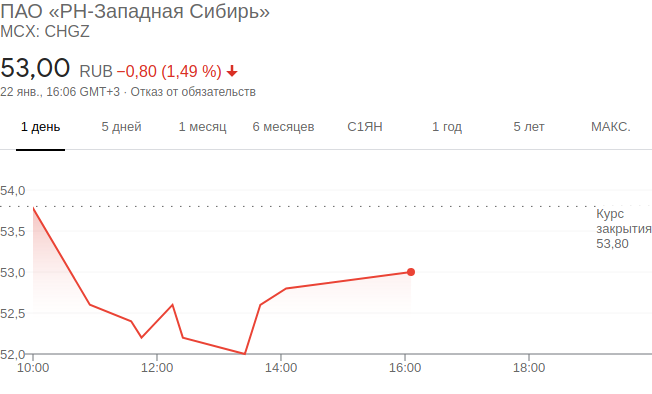 ПАО «РН-Западная Сибирь»
MCX: CHGZ
53,00 RUB −0,80 (1,49 %)
22 янв., 16:06 GMT+3 · Отказ от обязательств
1 день 5 дней 1 месяц 6 месяцев С1ЯН 1 год 5 лет МАКС.
54,0
Курс
закрытия
53,80
53,5
53,0
52,5
52,0
10:00 12:00 14:00 16:00 18:00